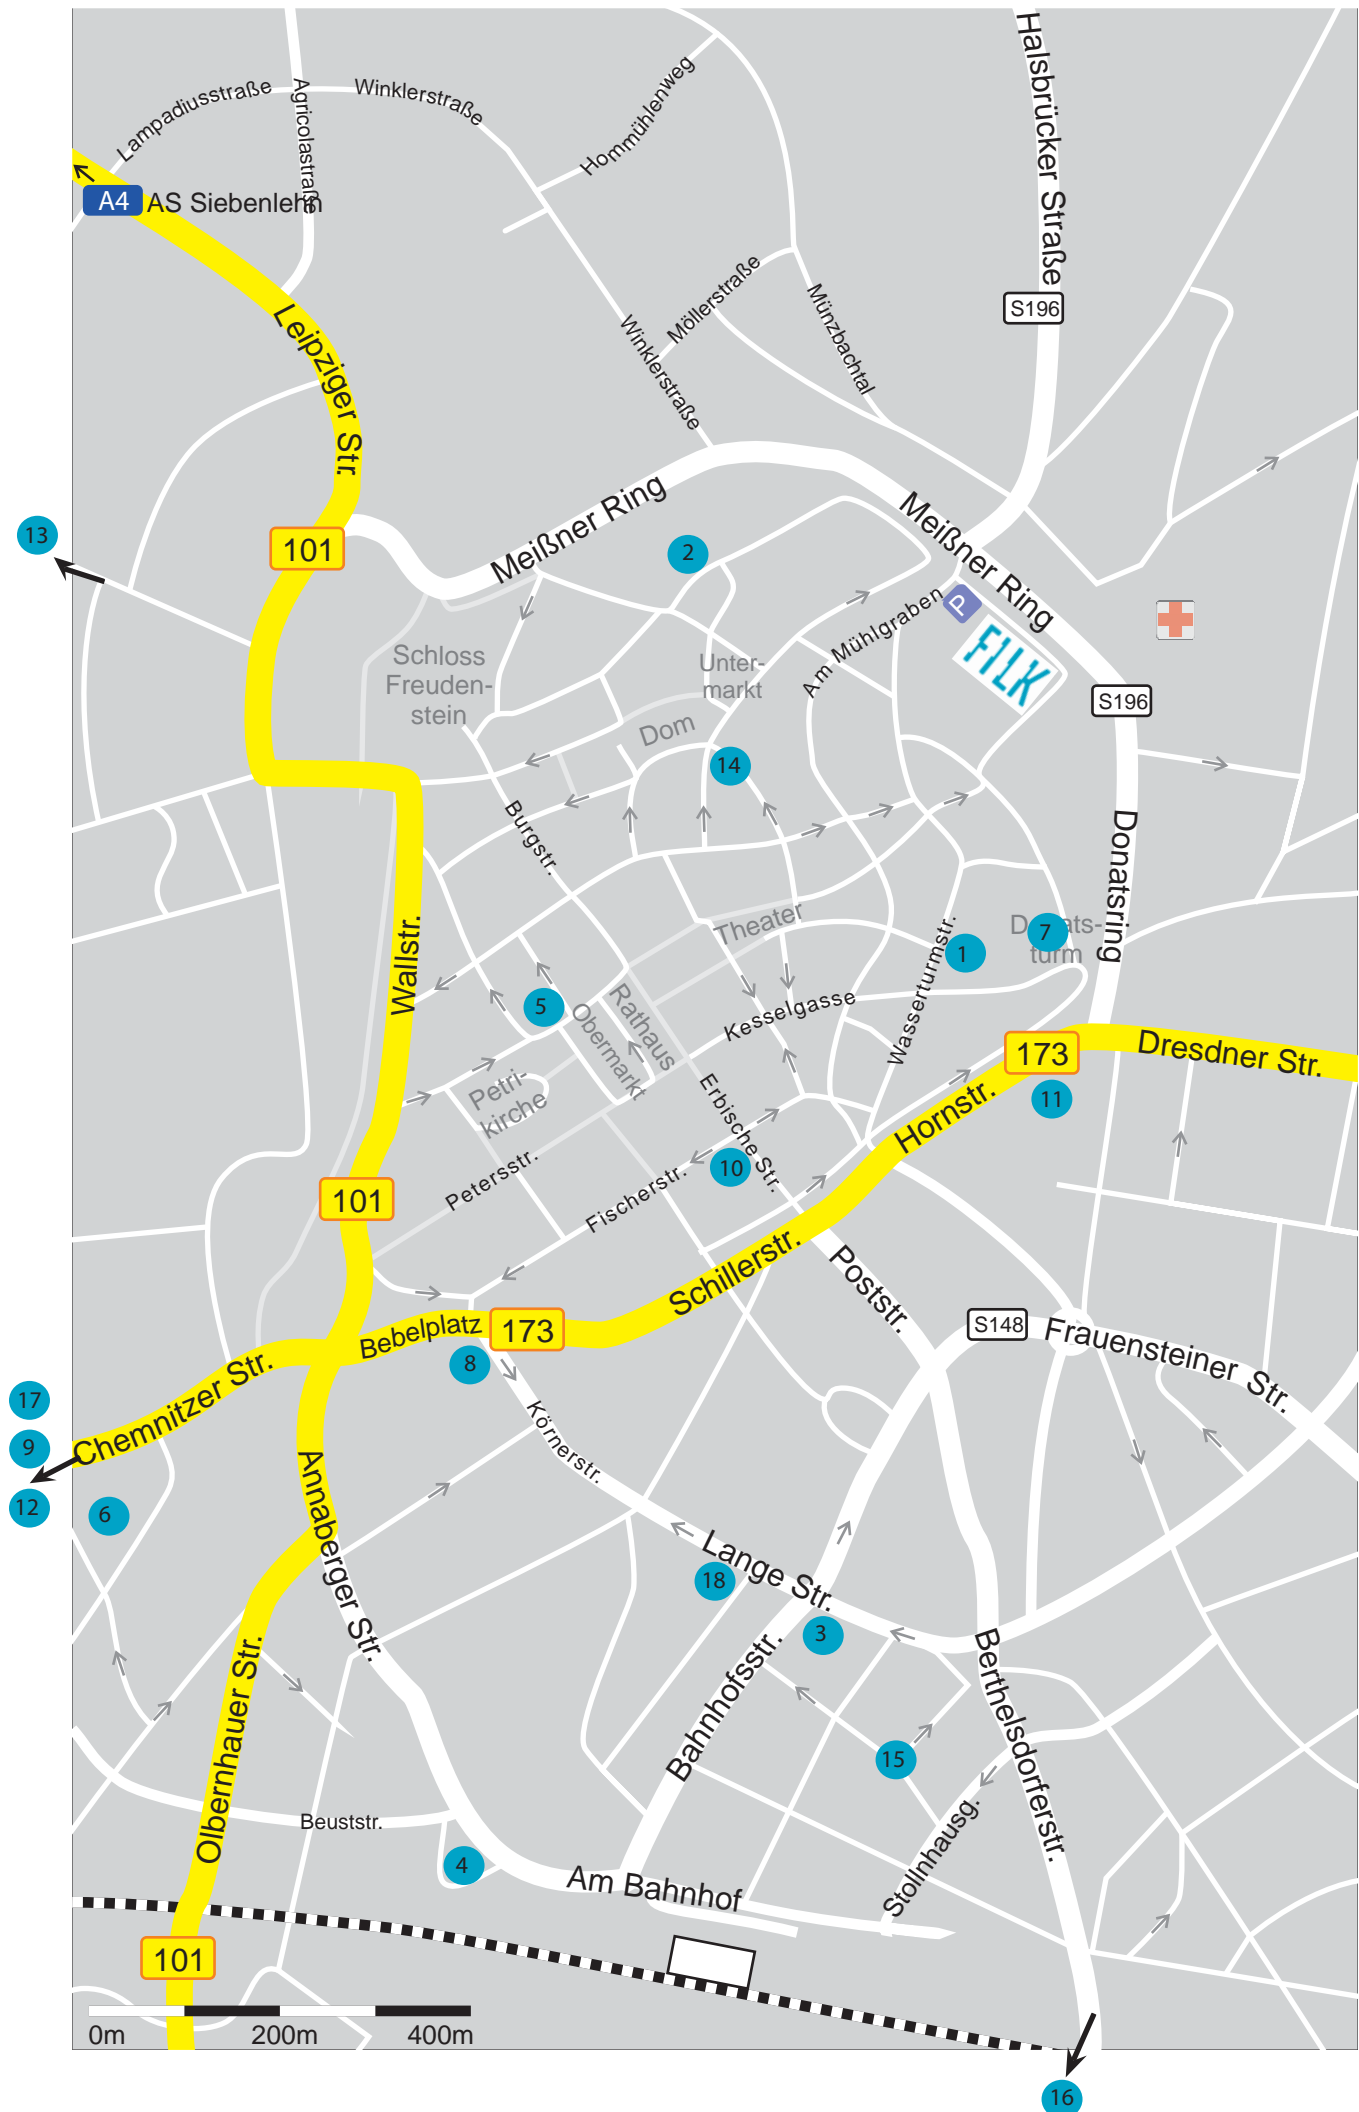 Halsbrücker Straße
Hommühlenweg
Lampadiusstraße
Agricolastraße
Winklerstraße
A4
AS Siebenlehn
Möllerstraße
Münzbachtal
S196
Leipziger Str.
Winklerstraße
13
101
Meißner Ring
Meißner Ring
2
P
Am Mühlgraben
FILK
Schloss
Freuden-
stein
Unter-
markt
S196
Dom
14
Burgstr.
Donatsring
Theater
Wallstr.
Wasserturmstr.
1
7
turm
5
Rathaus
Obermarkt
Kesselgasse
173
Dresdner Str.
Petri-
kirche
Erbische Str.
Hornstr.
11
10
101
Petersstr.
Fischerstr.
Schillerstr.
Poststr.
Bebelplatz
173
S148
Frauensteiner Str.
8
Chemnitzer Str.
17
9
12
6
Körnerstr.
Annaberger Str.
Lange Str.
18
3
Bahnhofsstr.
Berthelsdorferstr.
Olbernhauer Str.
15
Beuststr.
4
Am Bahnhof
Stollnhausg.
101
0m
200m
400m
16